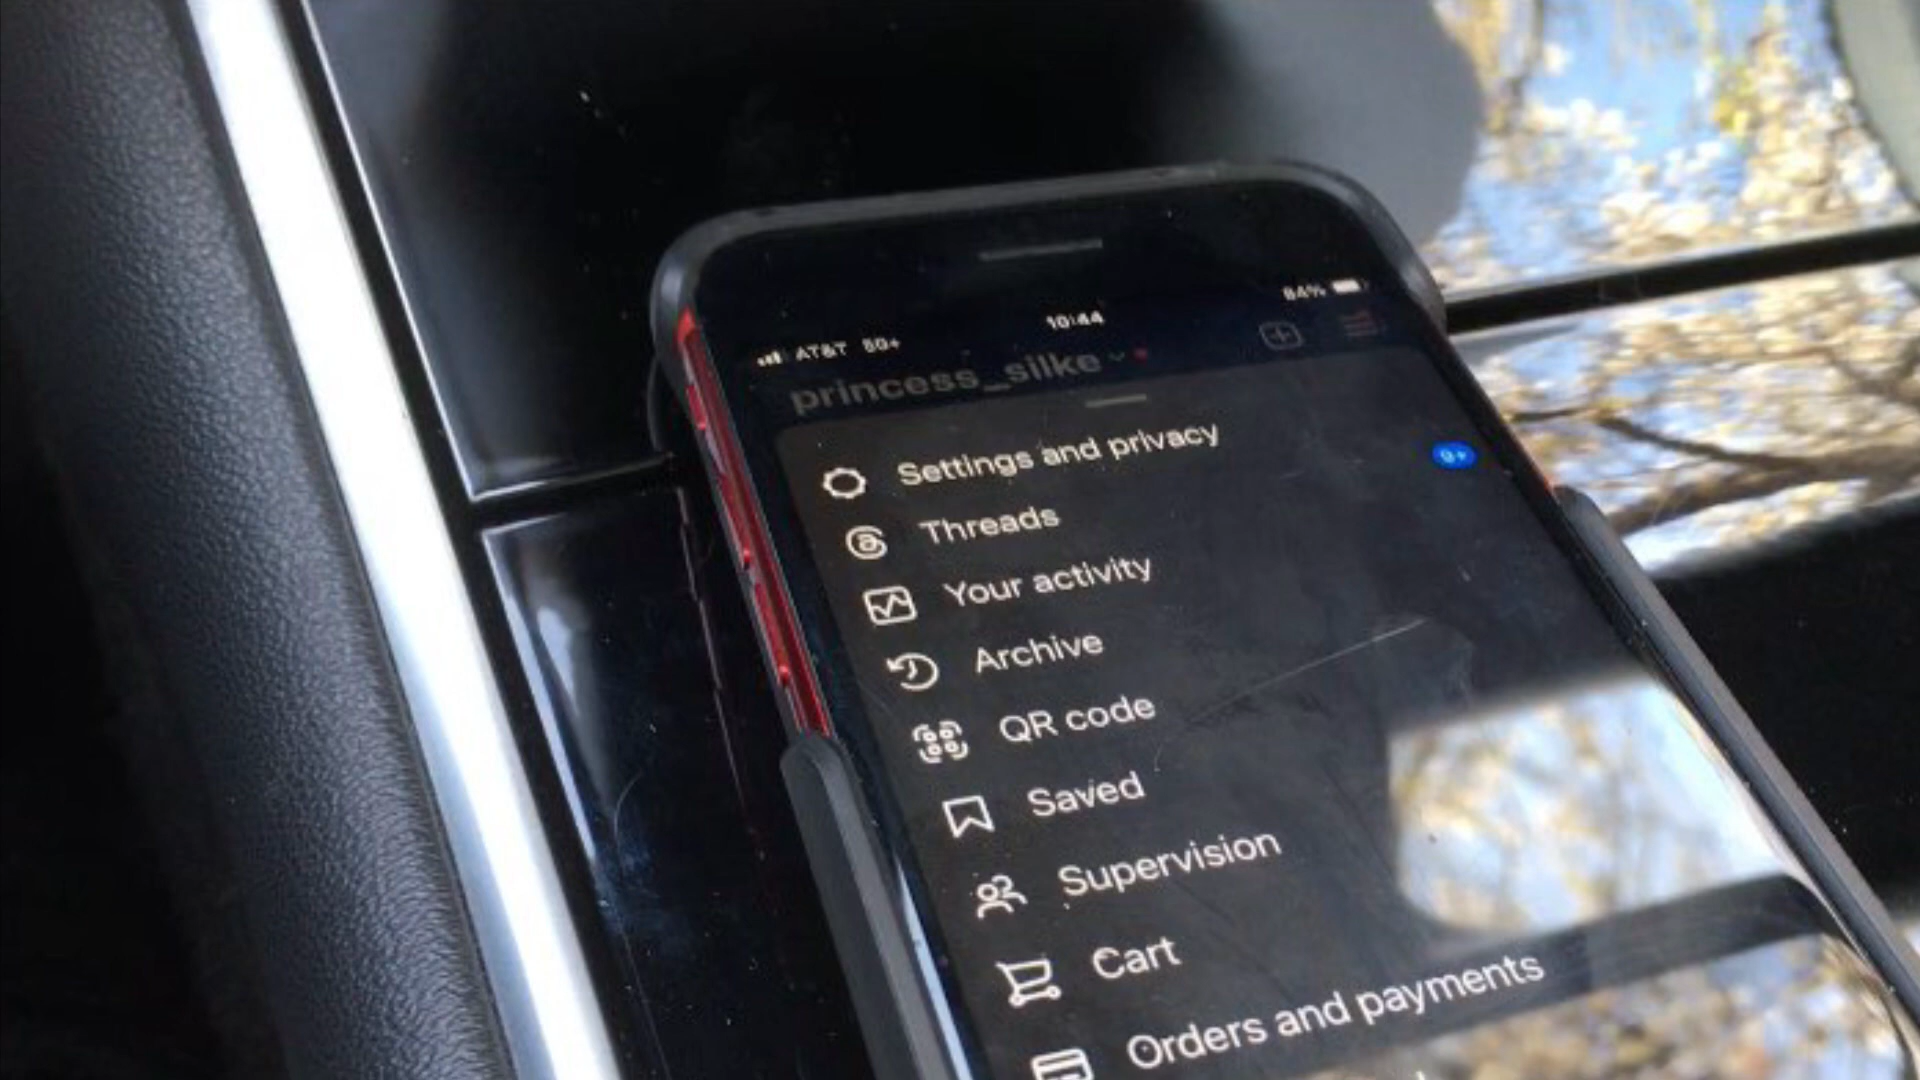 AT&T 5G+
10:44
84%
princess_silke
Settings and privacy
Threads
9+
Your activity
Archive
QR code
Saved
Supervision
Cart
Orders and payments